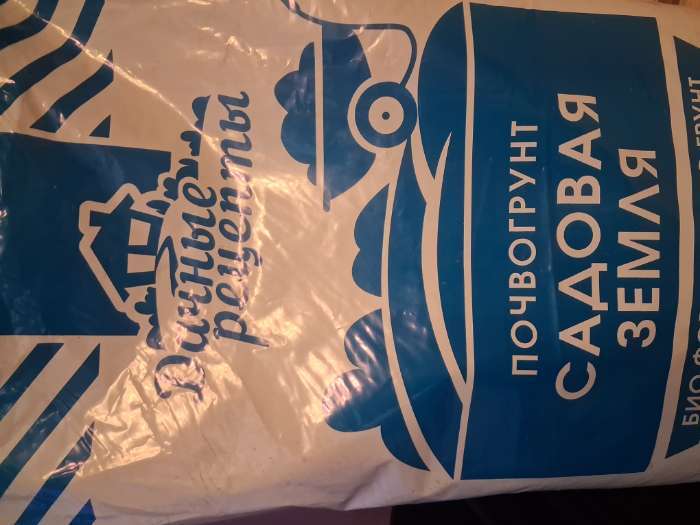 Дачные
рецепты
ПОЧВОГРУНТ
САДОВАЯ
ЗЕМЛЯ